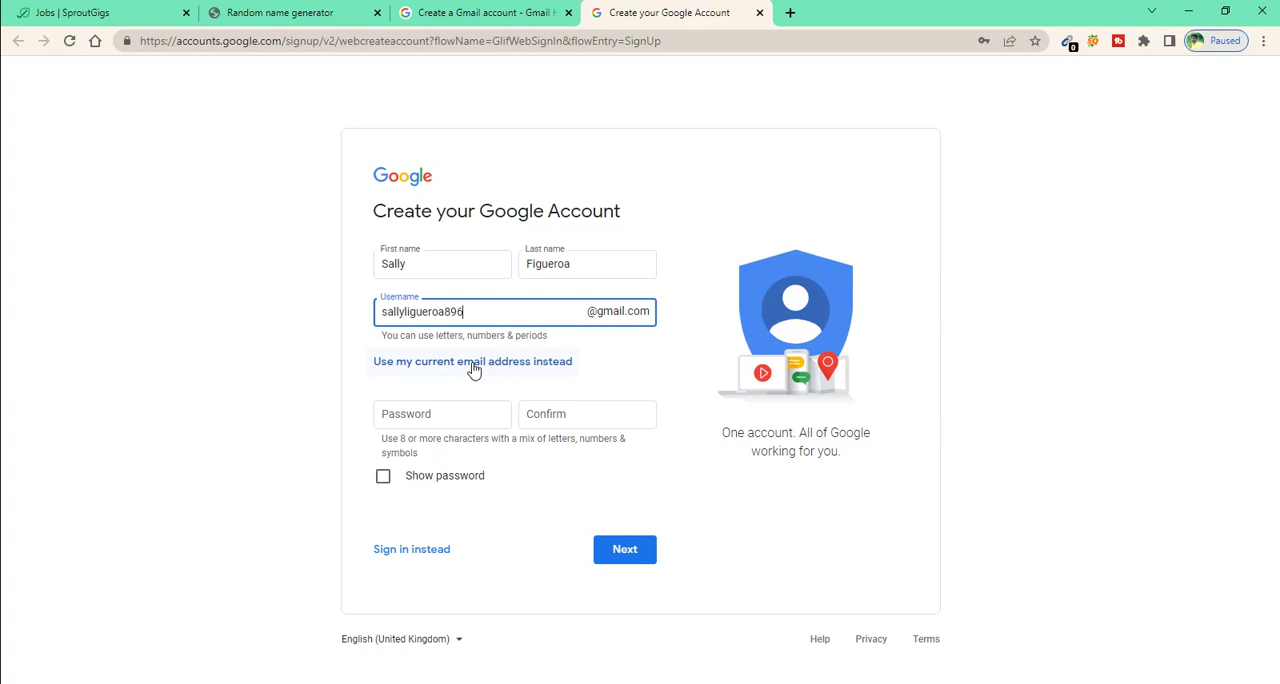 Jobs | SproutGigs
Random name generator
Create a Gmail account - Gmail H
Create your Google Account
https://accounts.google.com/signup/v2/webcreateaccount?flowName=GlifWebSignIn&flowEntry=SignUp
0
Paused
Google
Create your Google Account
First name
Last name
Sally
Figueroa
Username
sallyligueroa896
@gmail.com
You can use letters, numbers & periods
Use my current email address instead
Password
Confirm
Use 8 or more characters with a mix of letters, numbers &
symbols
Show password
One account. All of Google
working for you.
Sign in instead
Next
English (United Kingdom)
Help
Privacy
Terms